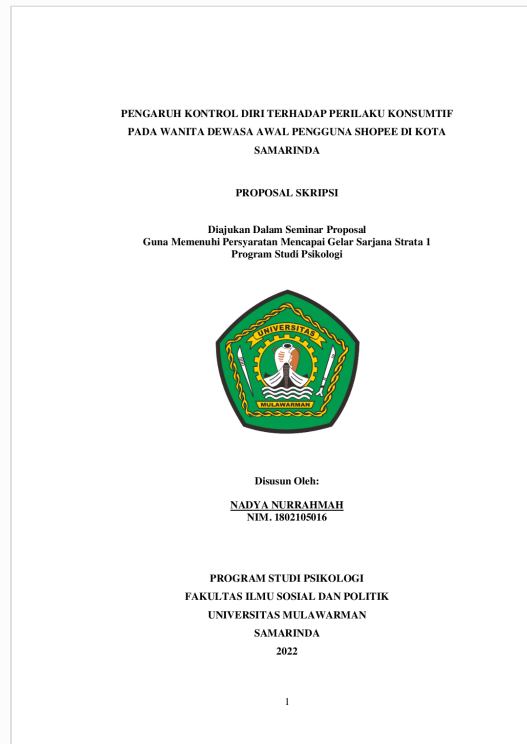 PENGARUH KONTROL DIRI TERHADAP PERILAKU KONSUMTIF
PADA WANITA DEWASA AWAL PENGGUNA SHOPEE DI KOTA
SAMARINDA
PROPOSAL SKRIPSI
Diajukan Dalam Seminar Proposal
Guna Memenuhi Persyaratan Mencapai Gelar Sarjana Strata 1
Program Studi Psikologi
UNIVERSITAS
MULAWARMAN
Disusun Oleh:
NADYA NURRAHMAH
NIM. 1802105016
PROGRAM STUDI PSIKOLOGI
FAKULTAS ILMU SOSIAL DAN POLITIK
UNIVERSITAS MULAWARMAN
SAMARINDA
2022
1